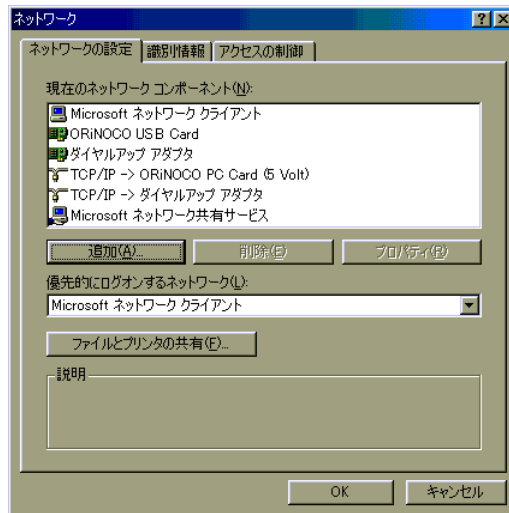 ネットワーク
ネットワークの設定 識別情報 アクセスの制御
現在のネットワーク コンポーネント(N):
Microsoft ネットワーク クライアント
ORiNOCO USB Card
ダイヤルアップ アダプタ
TCP/IP -> ORiNOCO PC Card (5 Volt)
TCP/IP -> ダイヤルアップ アダプタ
Microsoft ネットワーク共有サービス
追加(A)... 削除(E) プロパティ(R)
優先的にログオンするネットワーク(L):
Microsoft ネットワーク クライアント
ファイルとプリンタの共有(F)...
説明
OK キャンセル